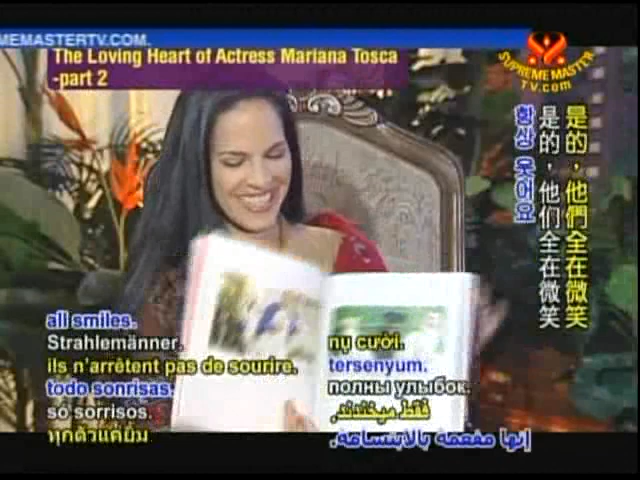 MEMASTERTV.COM.
The Loving Heart of Actress Mariana Tosca
-part 2
SUPREME MASTER
TV.com
是的，他們全在微笑
是的，他们全在微笑
항상 웃어요
all smiles.
Strahlemänner.
ils n'arrêtent pas de sourire.
todo sonrisas.
só sorrisos.
ทุกตัวแค่ยิ้ม
nụ cười.
tersenyum.
полны улыбок.
فقط میخندند.
إنها مفعمة بالابتسامة.